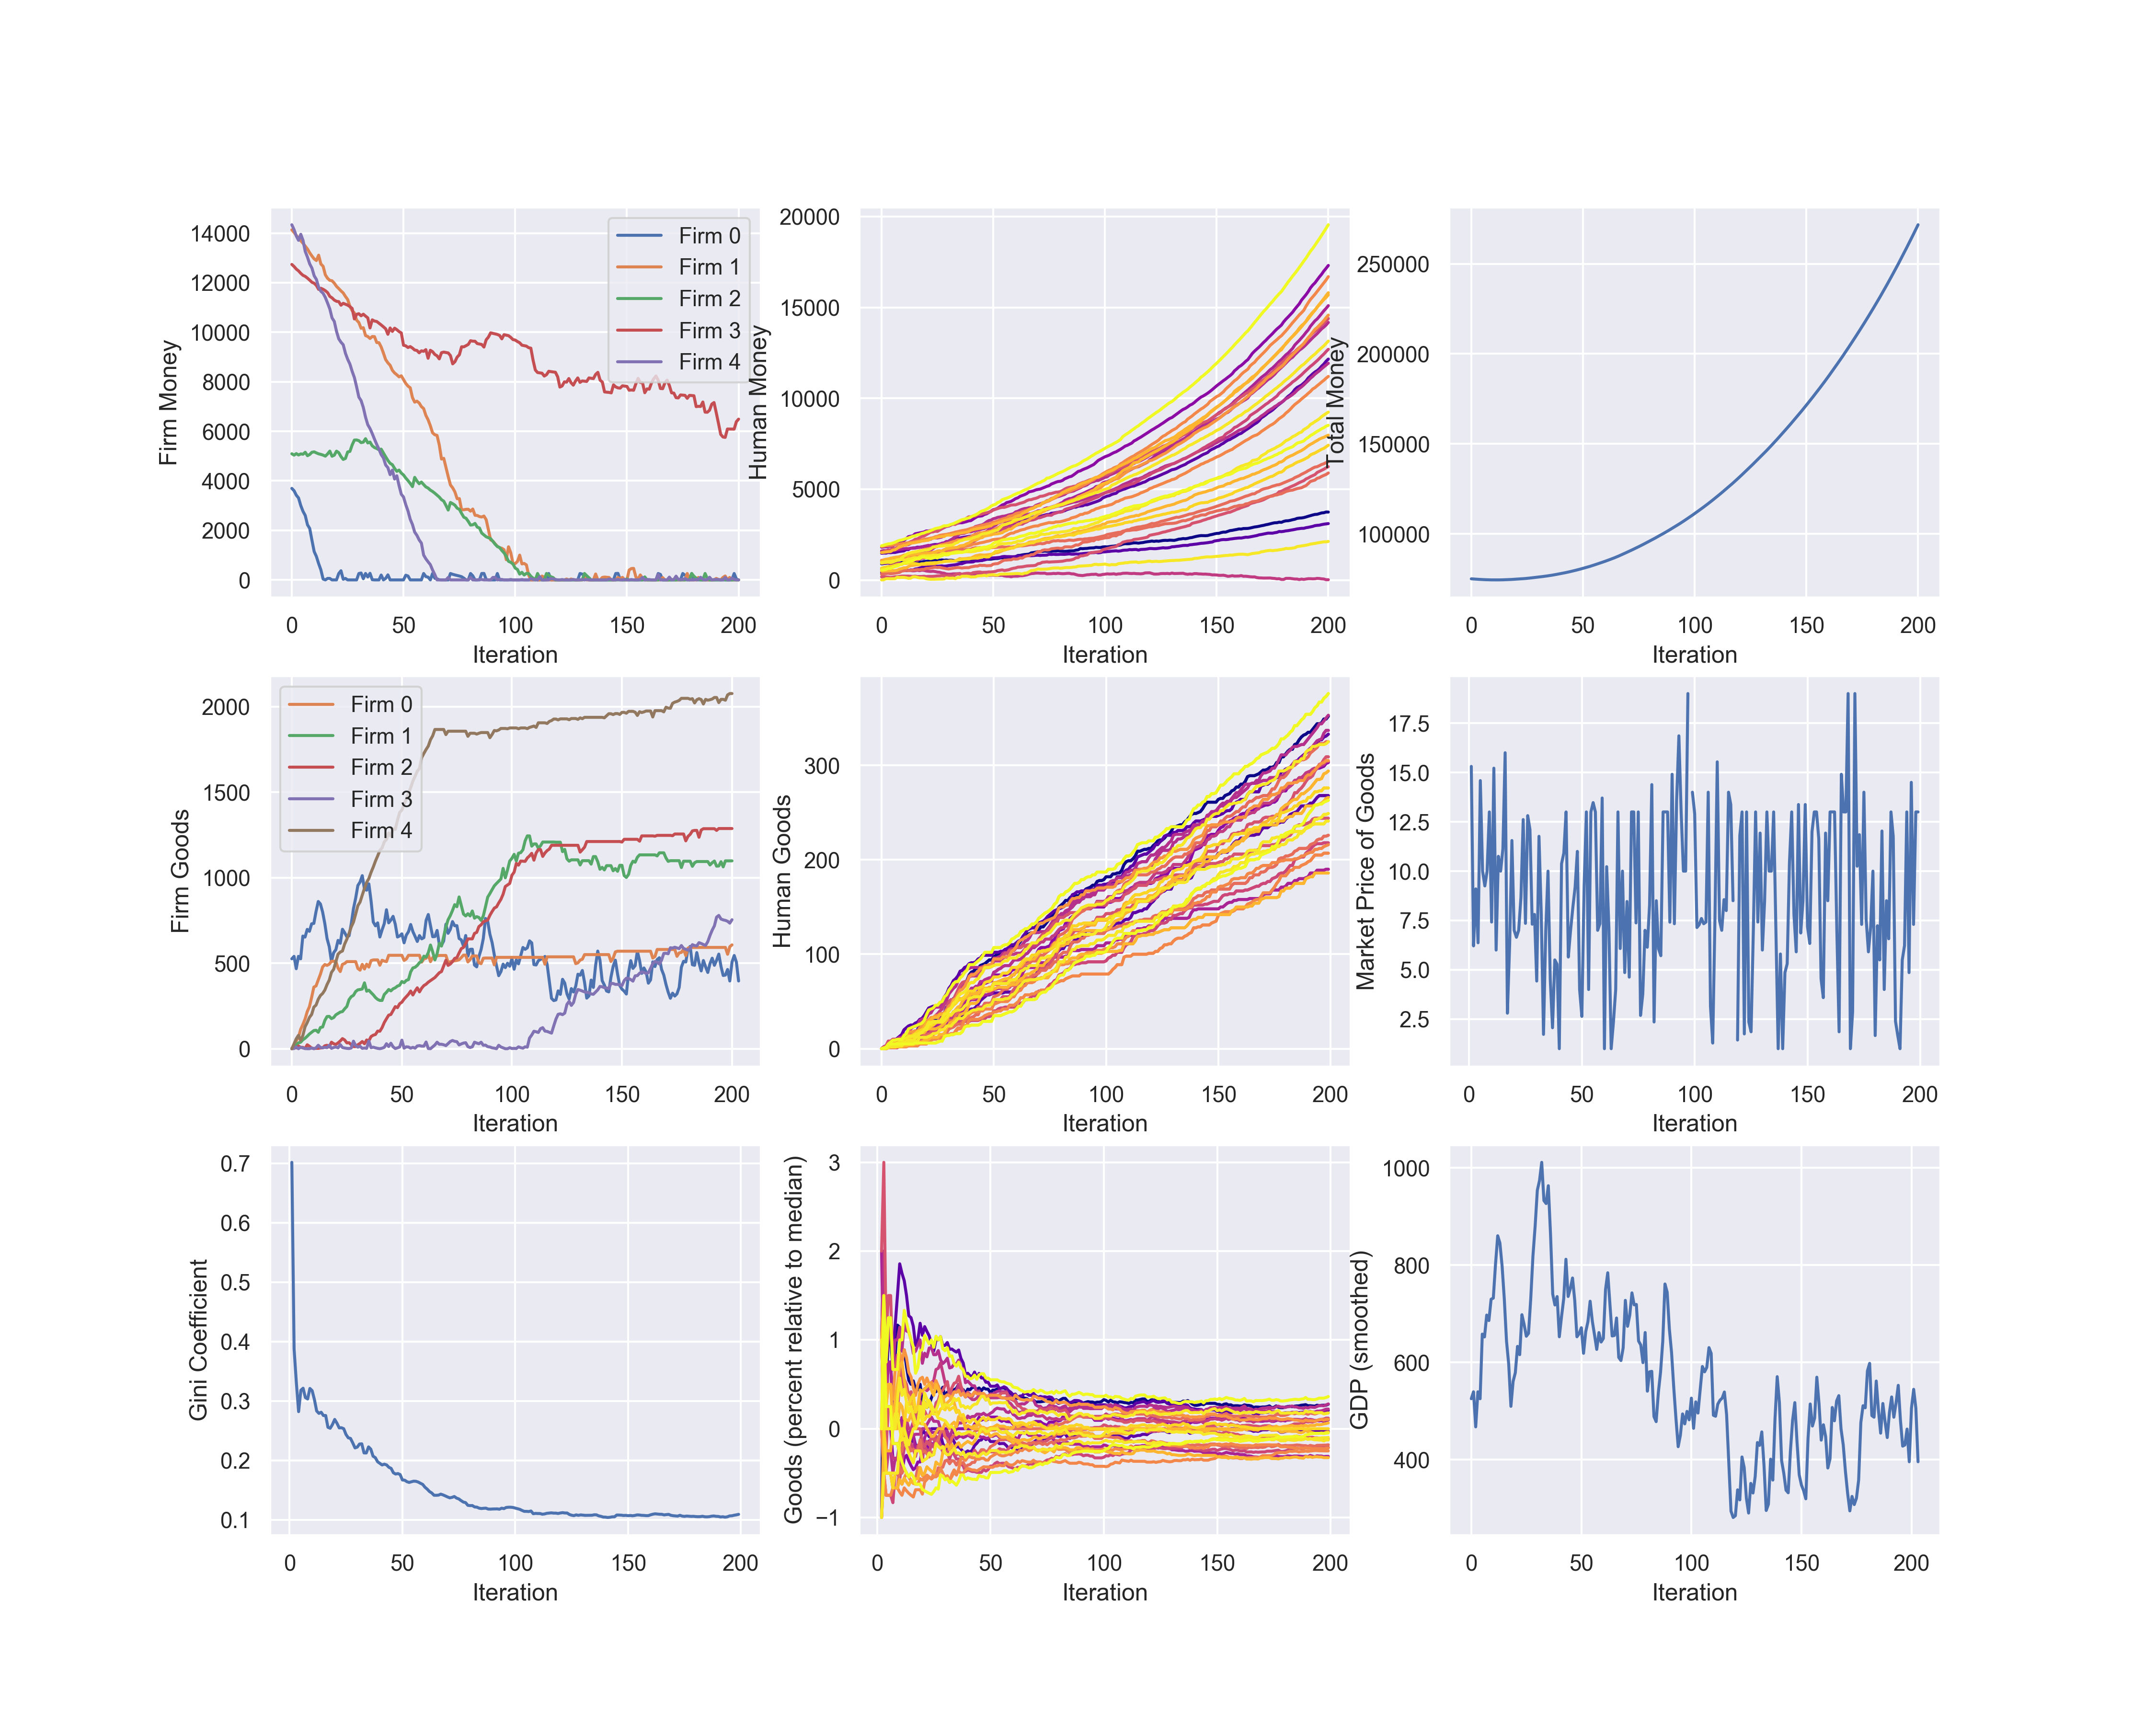 Firm Money
14000
12000
10000
8000
6000
4000
2000
0
Firm 0
Firm 1
Firm 2
Firm 3
Firm 4
0 50 100 150 200
Iteration
Human Money
20000
15000
10000
5000
0
0 50 100 150 200
Iteration
Total Money
250000
200000
150000
100000
0 50 100 150 200
Iteration
Firm Goods
2000
1500
1000
500
0
Firm 0
Firm 1
Firm 2
Firm 3
Firm 4
0 50 100 150 200
Iteration
Human Goods
300
200
100
0
0 50 100 150 200
Iteration
Market Price of Goods
17.5
15.0
12.5
10.0
7.5
5.0
2.5
0 50 100 150 200
Iteration
Gini Coefficient
0.7
0.6
0.5
0.4
0.3
0.2
0.1
0 50 100 150 200
Iteration
Goods (percent relative to median)
3
2
1
0
−1
0 50 100 150 200
Iteration
GDP (smoothed)
1000
800
600
400
0 50 100 150 200
Iteration